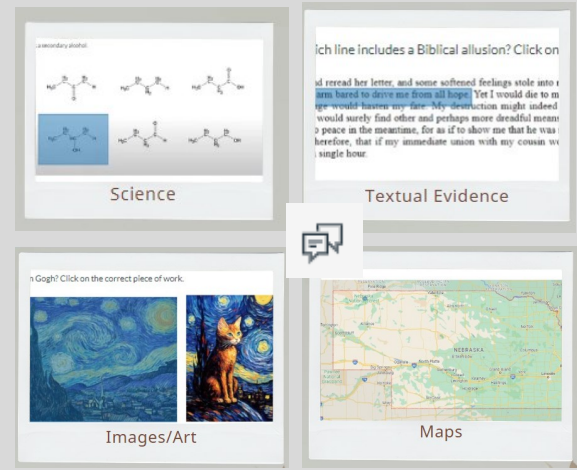 a secondary alcohol.
Science
ich line includes a Biblical allusion? Click on
d reread her letter, and some softened feelings stole into
arm bared to drive me from all hope. Yet I would die to m
ge would hasten my fate. My destruction might indeed
would surely find other and perhaps more dreadful means
peace in the meantime, for as if to show me that he was
herefore, that if my immediate union with my cousin
single hour.
Textual Evidence
n Gogh? Click on the correct piece of work.
Images/Art
NEBRASKA
North Platte
Maps